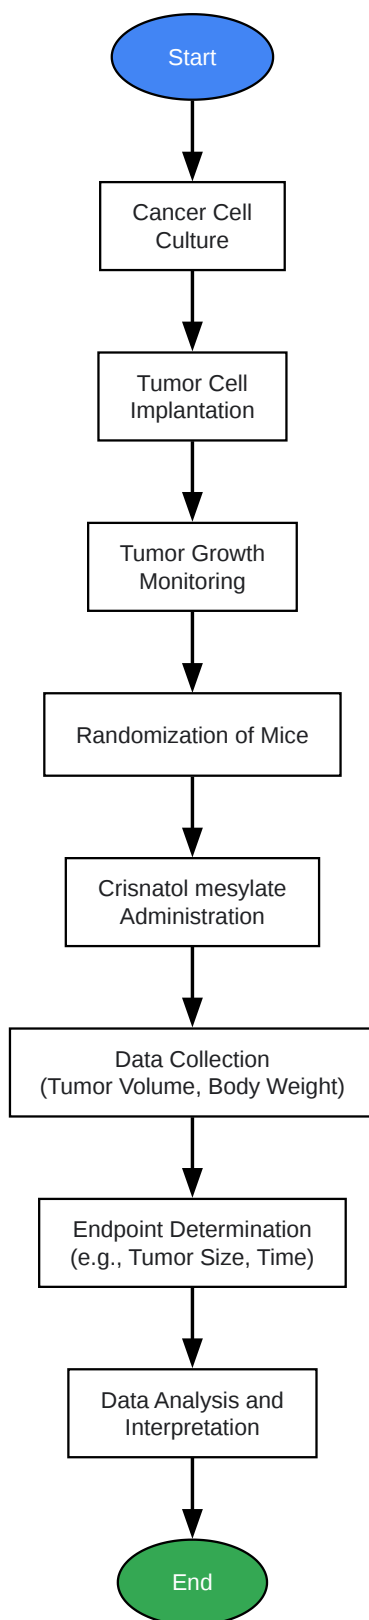 Start
Cancer Cell
Culture
Tumor Cell
Implantation
Tumor Growth
Monitoring
Randomization of Mice
Crisnatol mesylate
Administration
Data Collection
(Tumor Volume, Body Weight)
Endpoint Determination
(e.g., Tumor Size, Time)
Data Analysis and
Interpretation
End